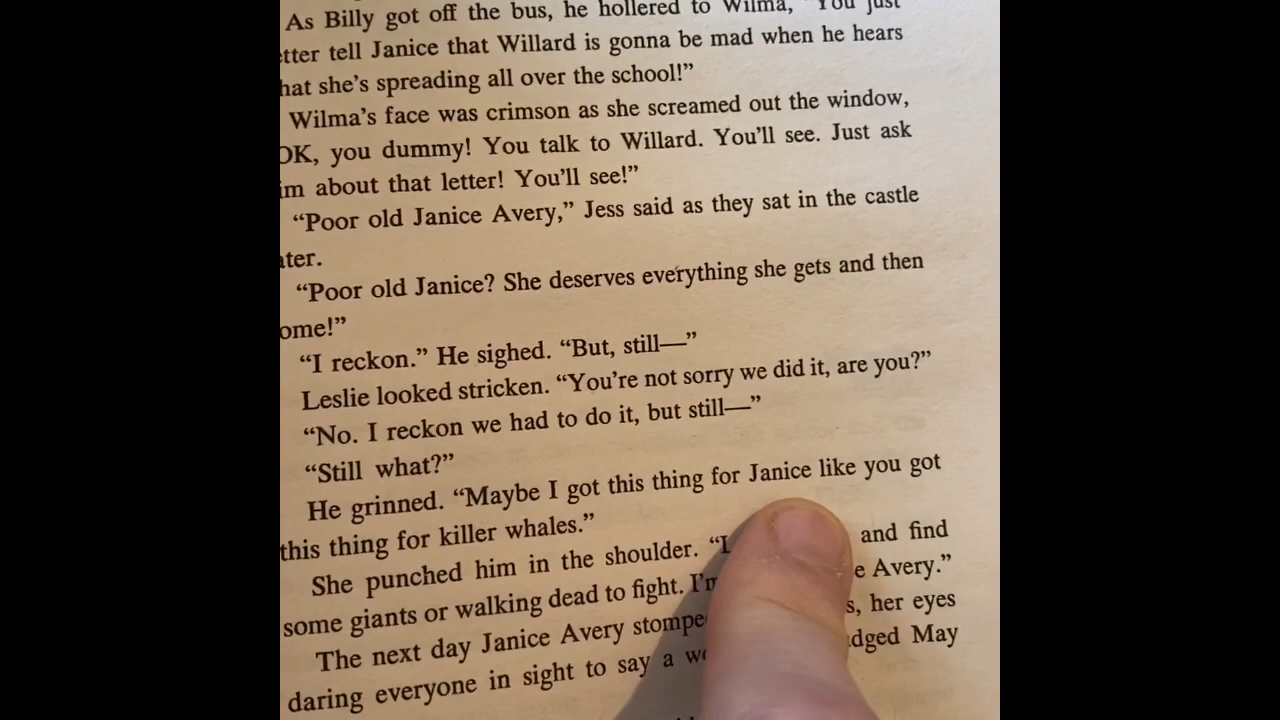 As Billy got off the bus, he hollered to Wilma, "You just
etter tell Janice that Willard is gonna be mad when he hears
hat she's spreading all over the school!"
Wilma's face was crimson as she screamed out the window,
OK, you dummy! You talk to Willard. You'll see. Just ask
im about that letter! You'll see!"
"Poor old Janice Avery," Jess said as they sat in the castle
ater.
"Poor old Janice? She deserves everything she gets and then
ome!"
"I reckon." He sighed. "But, still—"
Leslie looked stricken. "You're not sorry we did it, are you?"
"No. I reckon we had to do it, but still—"
"Still what?"
He grinned. "Maybe I got this thing for Janice like you got
this thing for killer whales."
She punched him in the shoulder. "L and find
some giants or walking dead to fight. I'm e Avery."
The next day Janice Avery stompe s, her eyes
daring everyone in sight to say a wo dged May